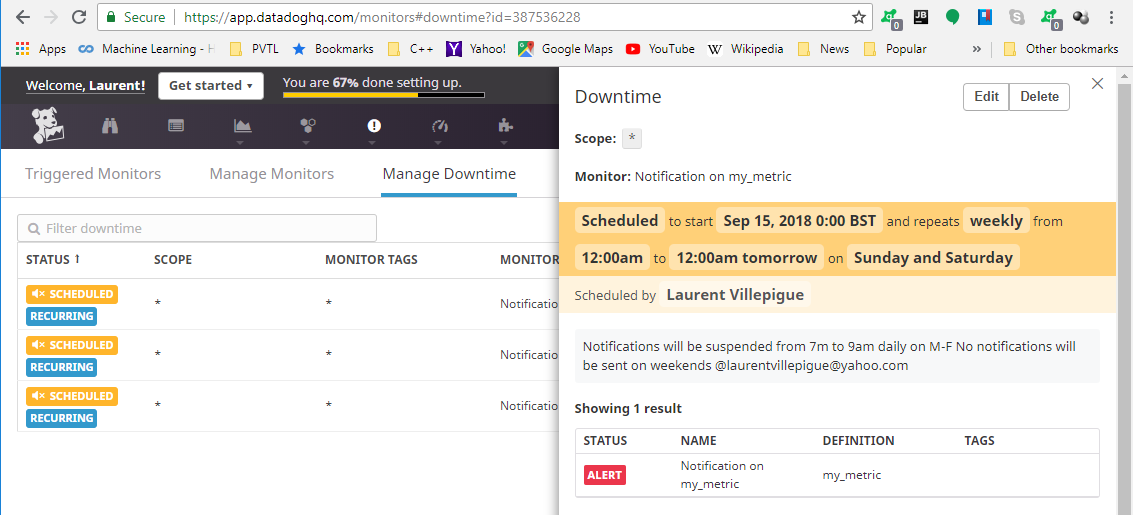 Secure https://app.datadoghq.com/monitors#downtime?id=387536228
0 JB 0
Apps Machine Learning - PVTL Bookmarks C++ Yahoo! Google Maps YouTube Wikipedia News Popular » Other bookmarks
Welcome, Laurent! Get started You are 67% done setting up.
Triggered Monitors Manage Monitors Manage Downtime
Filter downtime
STATUS SCOPE MONITOR TAGS MONITOR
SCHEDULED * * Notificatio
RECURRING
SCHEDULED * * Notificatio
RECURRING
SCHEDULED * * Notificatio
RECURRING
Downtime Edit Delete
Scope: *
Monitor: Notification on my_metric
Scheduled to start Sep 15, 2018 0:00 BST and repeats weekly from
12:00am to 12:00am tomorrow on Sunday and Saturday
Scheduled by Laurent Villepigue
Notifications will be suspended from 7m to 9am daily on M-F No notifications will
be sent on weekends @laurentvillepigue@yahoo.com
Showing 1 result
STATUS NAME DEFINITION TAGS
ALERT Notification on my_metric my_metric